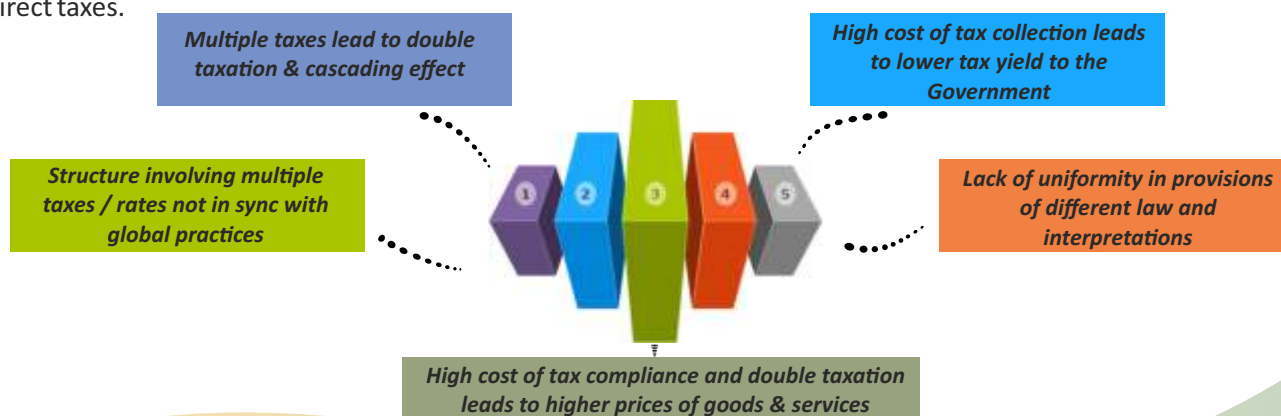 direct taxes.
Multiple taxes lead to double
taxation & cascading effect
High cost of tax collection leads
to lower tax yield to the
Government
Structure involving multiple
taxes / rates not in sync with
global practices
1
2
3
4
5
Lack of uniformity in provisions
of different law and
interpretations
High cost of tax compliance and double taxation
leads to higher prices of goods & services